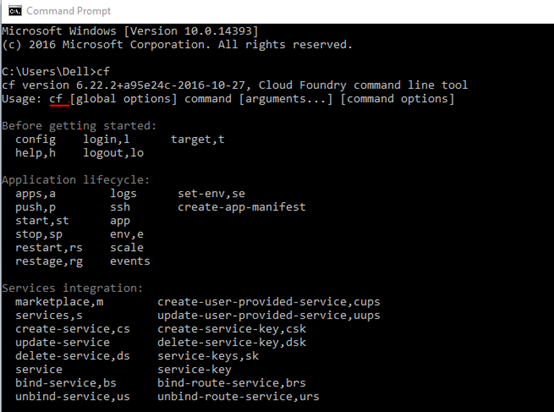 Command Prompt
Microsoft Windows [Version 10.0.14393]
(c) 2016 Microsoft Corporation. All rights reserved.
C:\Users\Dell>cf
cf version 6.22.2+a95e24c-2016-10-27, Cloud Foundry command line tool
Usage: cf [global options] command [arguments...] [command options]
Before getting started:
config login,l target,t
help,h logout,lo
Application lifecycle:
apps,a logs set-env,se
push,p ssh create-app-manifest
start,st app
stop,sp env,e
restart,rs scale
restage,rg events
Services integration:
marketplace,m create-user-provided-service,cups
services,s update-user-provided-service,uups
create-service,cs create-service-key,csk
update-service delete-service-key,dsk
delete-service,ds service-keys,sk
service service-key
bind-service,bs bind-route-service,brs
unbind-service,us unbind-route-service,urs